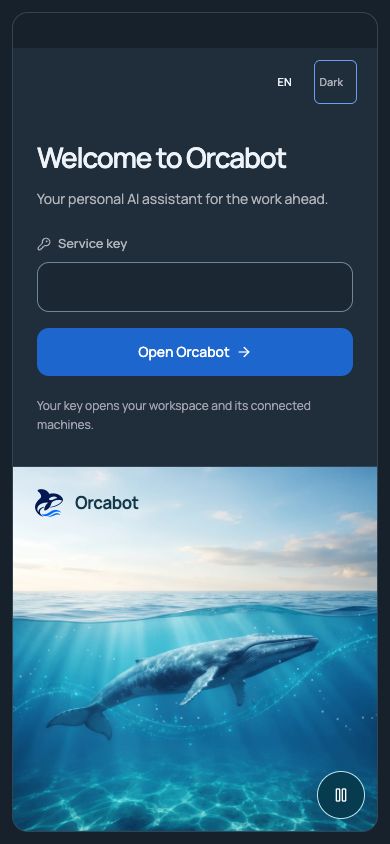 EN
Dark
Welcome to Orcabot
Your personal AI assistant for the work ahead.
Service key
Open Orcabot →
Your key opens your workspace and its connected
machines.
Orcabot